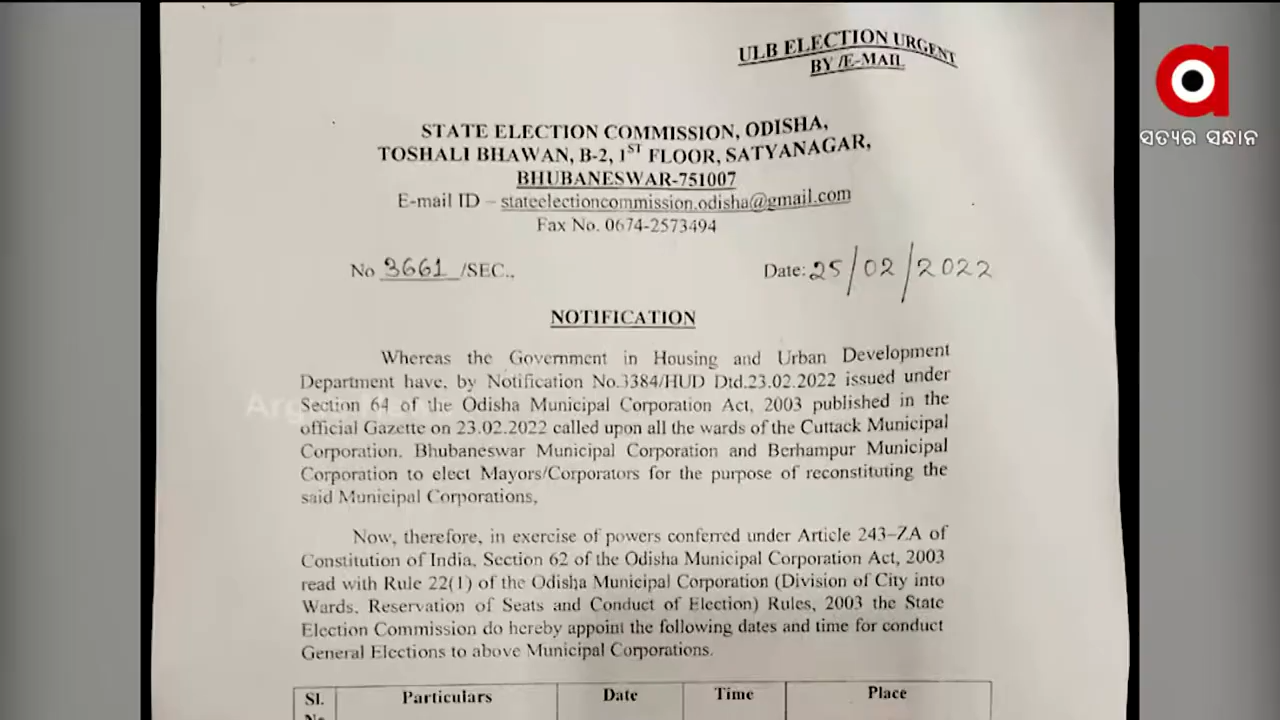 ULB ELECTION URGENT
BY /E-MAIL
ସତ୍ୟର ସନ୍ଧାନ
STATE ELECTION COMMISSION, ODISHA,
TOSHALI BHAWAN, B-2, 1ST FLOOR, SATYANAGAR,
BHUBANESWAR-751007
E-mail ID – stateelectioncommission.odisha@gmail.com
Fax No. 0674-2573494
No 3661 /SEC.,
Date: 25/02/2022
NOTIFICATION
Whereas the Government in Housing and Urban Development
Department have, by Notification No.3384/HUD Dtd.23.02.2022 issued under
Section 64 of the Odisha Municipal Corporation Act, 2003 published in the
official Gazette on 23.02.2022 called upon all the wards of the Cuttack Municipal
Corporation, Bhubaneswar Municipal Corporation and Berhampur Municipal
Corporation to elect Mayors/Corporators for the purpose of reconstituting the
said Municipal Corporations,
Now, therefore, in exercise of powers conferred under Article 243–ZA of
Constitution of India, Section 62 of the Odisha Municipal Corporation Act, 2003
read with Rule 22(1) of the Odisha Municipal Corporation (Division of City into
Wards, Reservation of Seats and Conduct of Election) Rules, 2003 the State
Election Commission do hereby appoint the following dates and time for conduct
General Elections to above Municipal Corporations.
Sl. Particulars Date Time Place
No